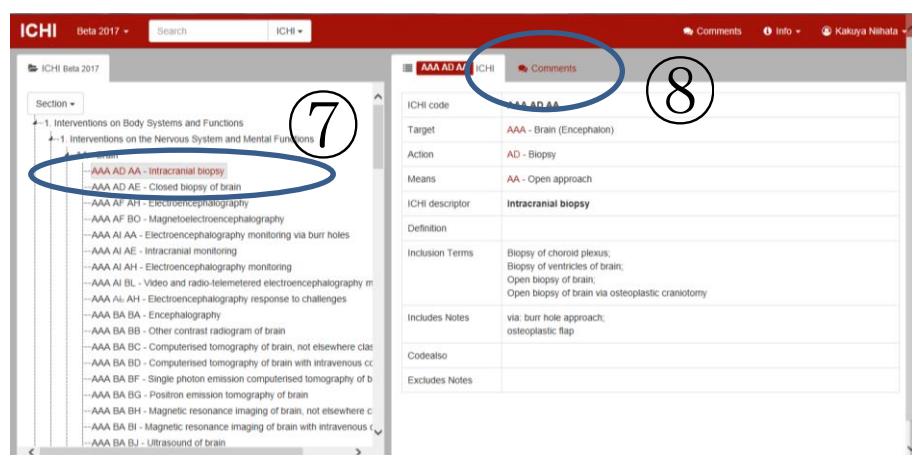 ICHI Beta 2017 Search ICHI Comments Info Kakuya Niihata
ICHI Beta 2017
AAA AD AA ICHI Comments
⑦
⑧
Section
1. Interventions on Body Systems and Functions
1. Interventions on the Nervous System and Mental Functions
Brain
AAA AD AA - Intracranial biopsy
AAA AD AE - Closed biopsy of brain
AAA AF AH - Electroencephalography
AAA AF BO - Magnetoelectroencephalography
AAA AI AA - Electroencephalography monitoring via burr holes
AAA AI AE - Intracranial monitoring
AAA AI AH - Electroencephalography monitoring
AAA AI BL - Video and radio-telemetered electroencephalography m
AAA AH - Electroencephalography response to challenges
AAA BA BA - Encephalography
AAA BA BB - Other contrast radiogram of brain
AAA BA BC - Computerised tomography of brain, not elsewhere clas
AAA BA BD - Computerised tomography of brain with intravenous cc
AAA BA BF - Single photon emission computerised tomography of b
AAA BA BG - Positron emission tomography of brain
AAA BA BH - Magnetic resonance imaging of brain, not elsewhere c
AAA BA BI - Magnetic resonance imaging of brain with intravenous c
AAA BA BJ - Ultrasound of brain
ICHI code AAA AD AA
Target AAA - Brain (Encephalon)
Action AD - Biopsy
Means AA - Open approach
ICHI descriptor Intracranial biopsy
Definition
Inclusion Terms Biopsy of choroid plexus;
Biopsy of ventricles of brain;
Open biopsy of brain;
Open biopsy of brain via osteoplastic craniotomy
Includes Notes via: burr hole approach;
osteoplastic flap
Codealso
Excludes Notes